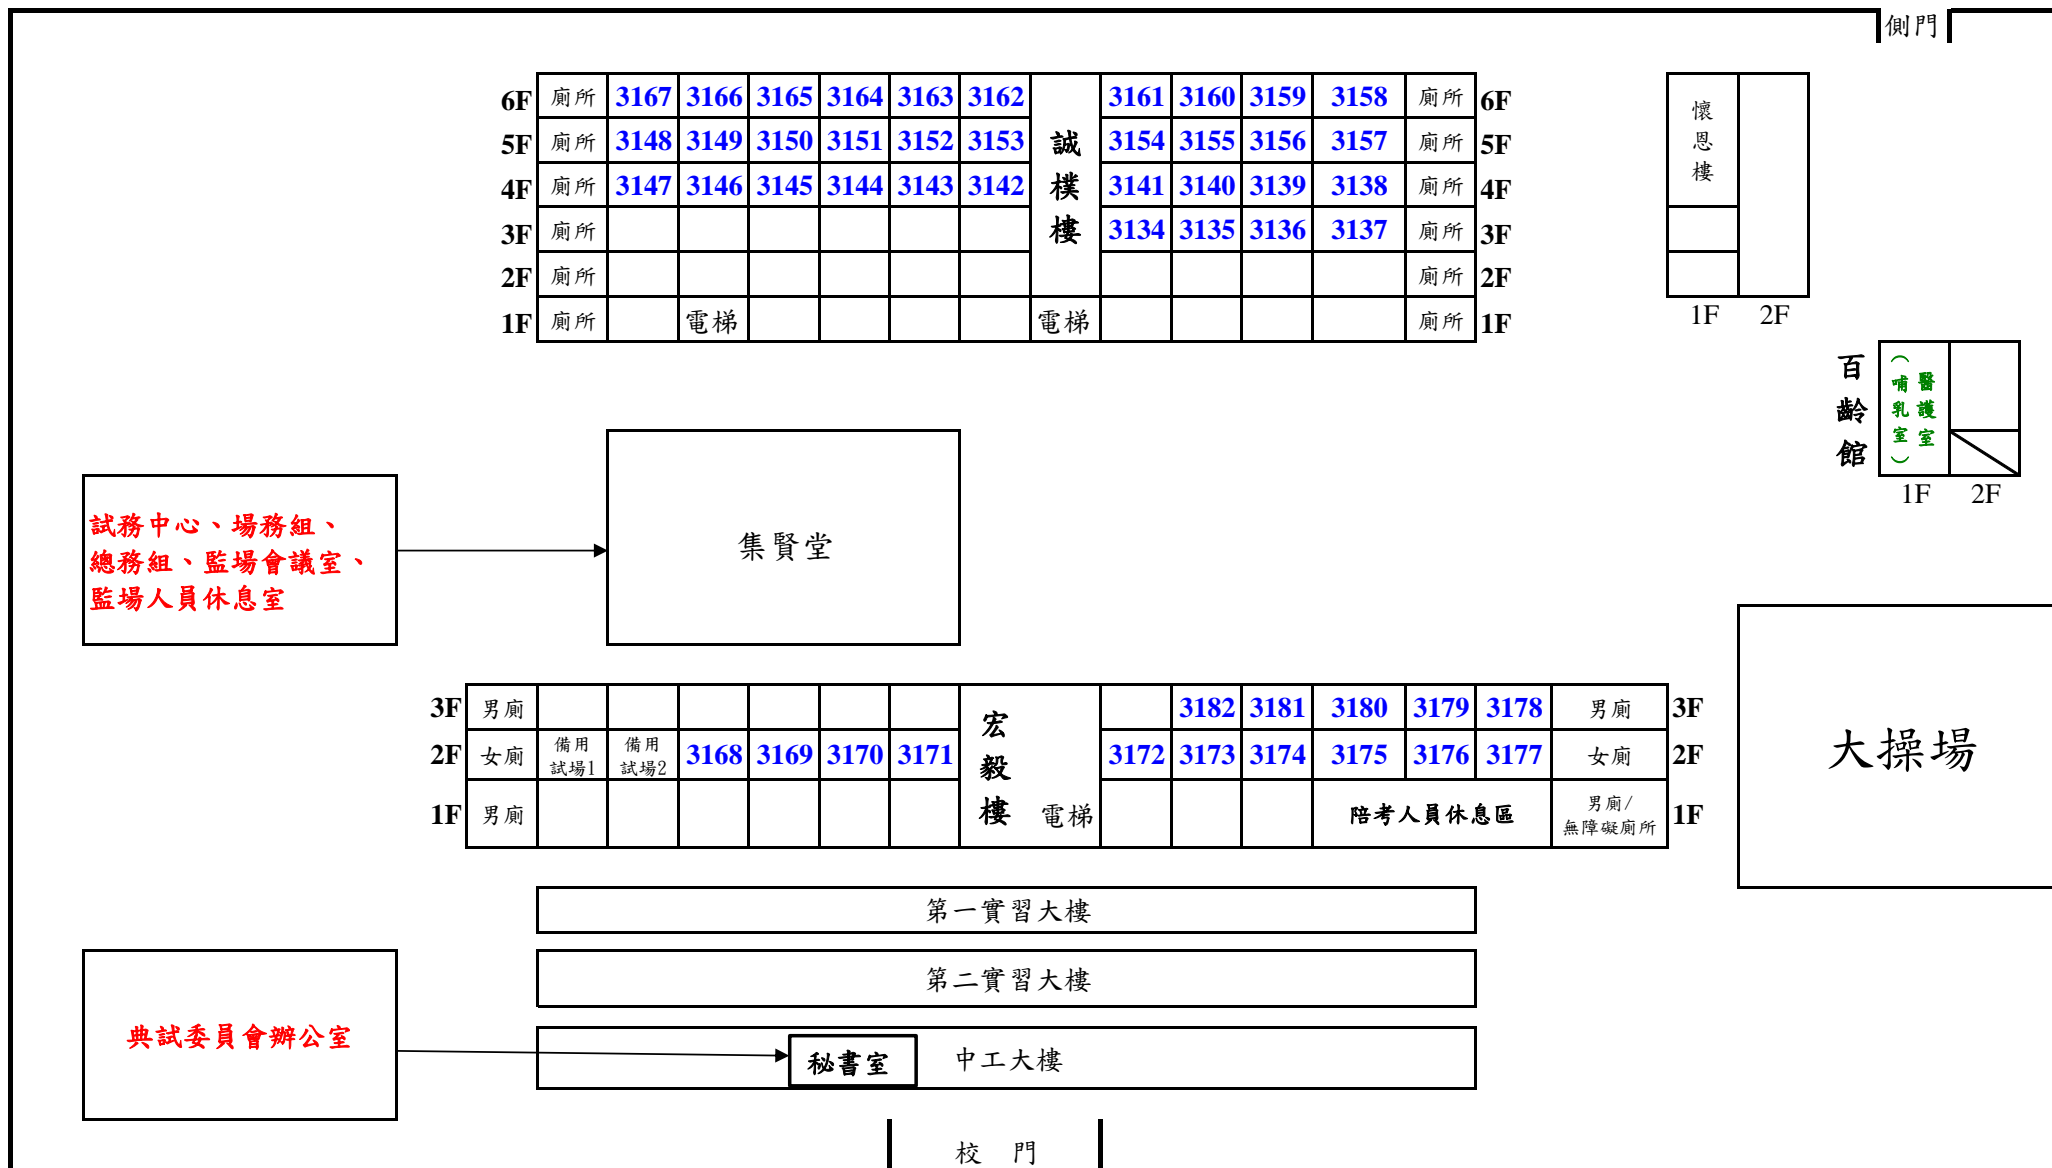 側門
6F 廁所 3167 3166 3165 3164 3163 3162 3161 3160 3159 3158 廁所 6F
5F 廁所 3148 3149 3150 3151 3152 3153 3154 3155 3156 3157 廁所 5F
4F 廁所 3147 3146 3145 3144 3143 3142 3141 3140 3139 3138 廁所 4F
3F 廁所 3134 3135 3136 3137 廁所 3F
2F 廁所 廁所 2F
1F 廁所 電梯 電梯 廁所 1F
誠樸樓
懷恩樓
1F 2F
百齡館
醫護室
(哺乳室)
1F 2F
試務中心、場務組、
總務組、監場會議室、
監場人員休息室
集賢堂
大操場
3F 男廁 3182 3181 3180 3179 3178 男廁 3F
2F 女廁 備用試場1 備用試場2 3168 3169 3170 3171 3172 3173 3174 3175 3176 3177 女廁 2F
1F 男廁 電梯 陪考人員休息區 男廁/無障礙廁所 1F
宏毅樓
第一實習大樓
第二實習大樓
典試委員會辦公室
秘書室 中工大樓
校 門